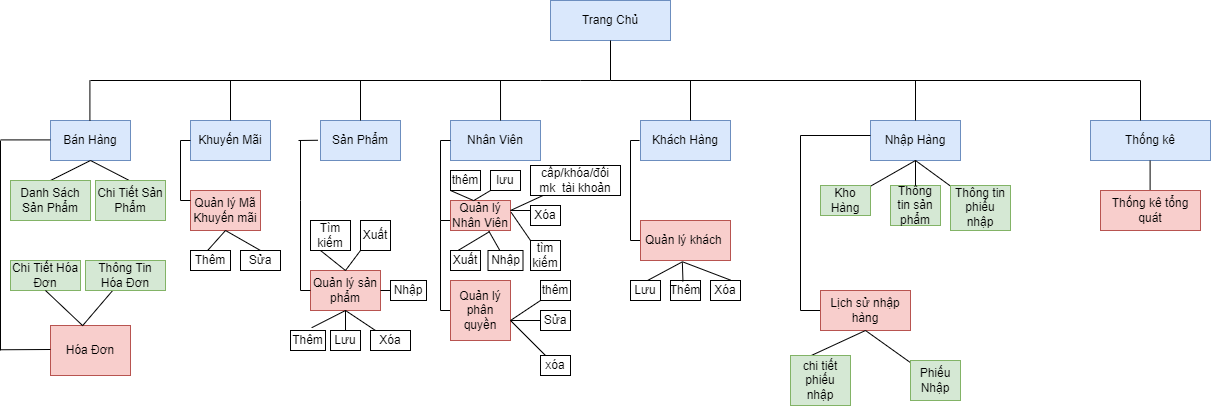 Trang Chủ
Bán Hàng
Khuyến Mãi
Sản Phẩm
Nhân Viên
Khách Hàng
Nhập Hàng
Thống kê
Danh Sách
Sản Phẩm
Chi Tiết Sản
Phẩm
Chi Tiết Hóa
Đơn
Thông Tin
Hóa Đơn
Hóa Đơn
Quản lý Mã
Khuyến mãi
Thêm
Sửa
Tìm
kiếm
Xuất
Quản lý sản
phẩm
Nhập
Thêm
Lưu
Xóa
thêm
lưu
cấp/khóa/đổi
mk tài khoản
Quản lý
Nhân Viên
Xóa
Xuất
Nhập
tìm
kiếm
Quản lý
phân
quyền
thêm
Sửa
xóa
Quản lý khách
Lưu
Thêm
Xóa
Kho
Hàng
Thông
tin sản
phẩm
Thông tin
phiếu
nhập
Lịch sử nhập
hàng
chi tiết
phiếu
nhập
Phiếu
Nhập
Thống kê tổng
quát